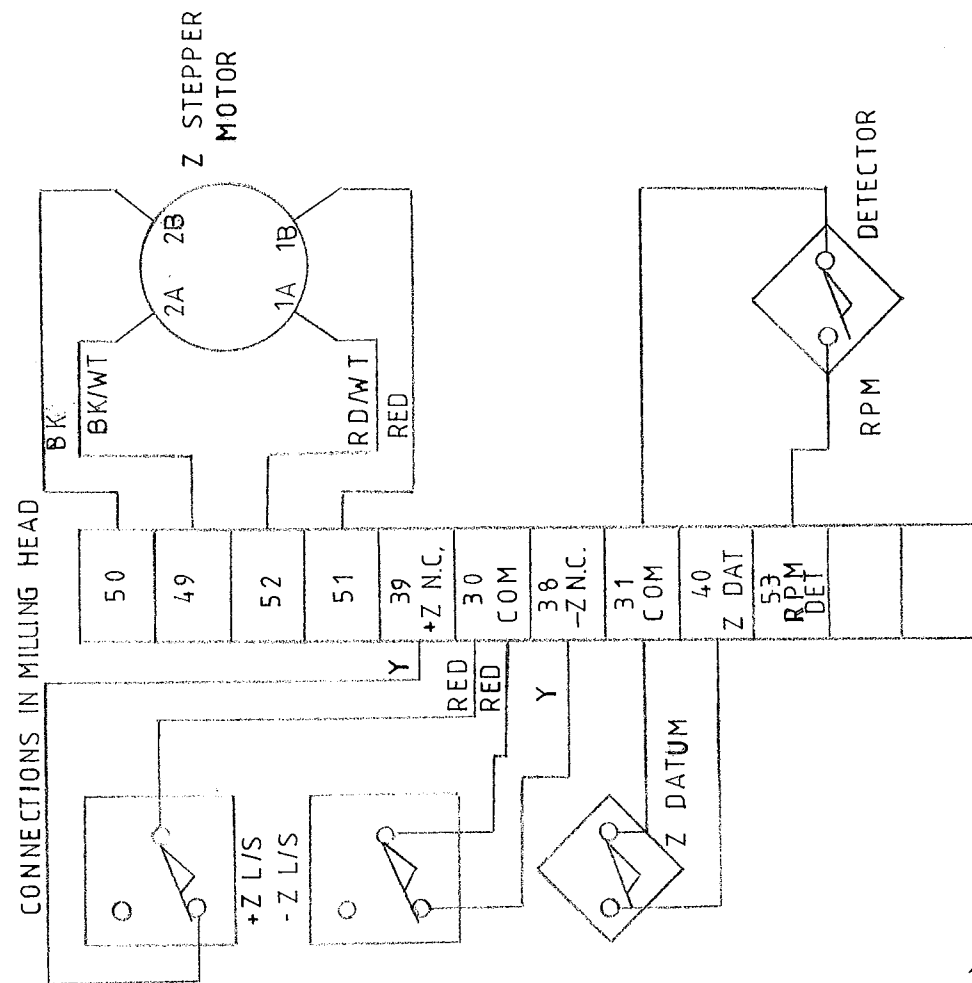 CONNECTIONS IN MILLING HEAD
Z STEPPER
MOTOR
2A
2B
1A
1B
BK
BK/WT
RD/WT
RED
50
49
52
51
39
+Z N.C,
30
COM
38
-Z N.C.
31
COM
40
Z DAT
53
RPM
DET
Y
RED
RED
Y
+Z L/S
- Z L/S
Z DATUM
RPM
DETECTOR